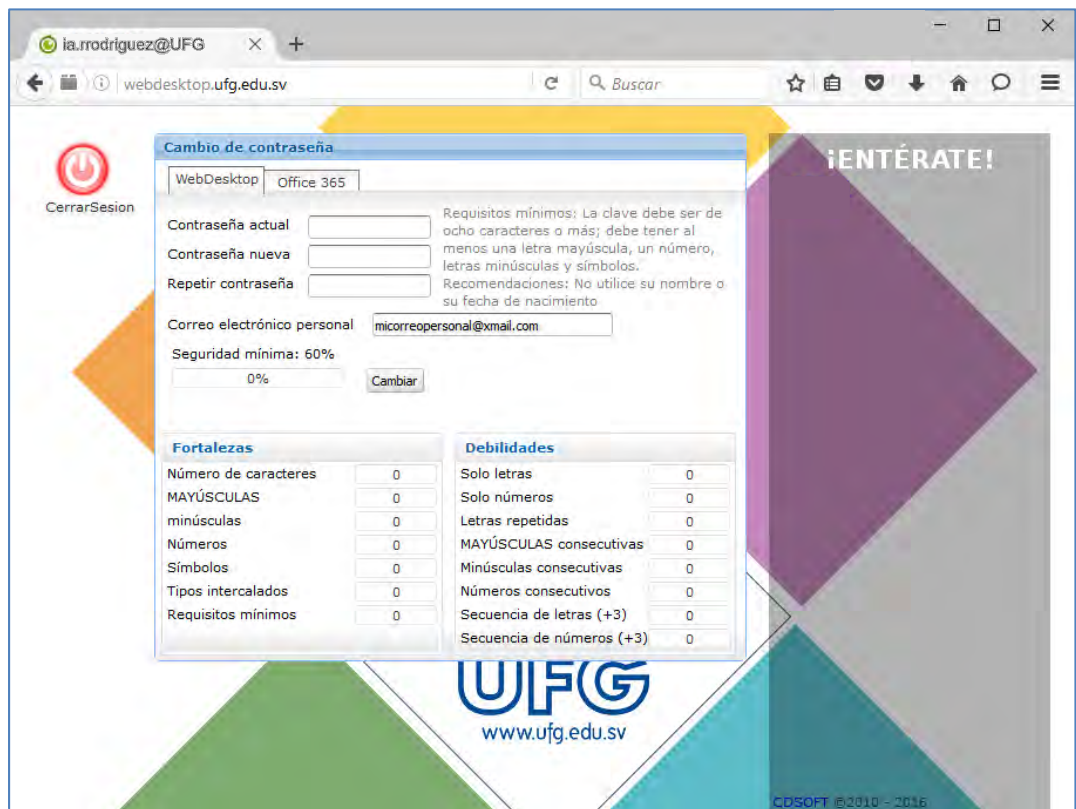 ia.rrodriguez@UFG
webdesktop.ufg.edu.sv
Buscar
CerrarSesion
Cambio de contraseña
WebDesktop
Office 365
Contraseña actual
Contraseña nueva
Repetir contraseña
Requisitos mínimos: La clave debe ser de
ocho caracteres o más; debe tener al
menos una letra mayúscula, un número,
letras minúsculas y símbolos.
Recomendaciones: No utilice su nombre o
su fecha de nacimiento
Correo electrónico personal
micorreopersonal@xmail.com
Seguridad mínima: 60%
0%
Cambiar
Fortalezas
Número de caracteres 0
MAYÚSCULAS 0
minúsculas 0
Números 0
Símbolos 0
Tipos intercalados 0
Requisitos mínimos 0
Debilidades
Solo letras 0
Solo números 0
Letras repetidas 0
MAYÚSCULAS consecutivas 0
Minúsculas consecutivas 0
Números consecutivos 0
Secuencia de letras (+3) 0
Secuencia de números (+3) 0
¡ENTÉRATE!
UFG
www.ufg.edu.sv
CDSOFT ©2010 - 2016